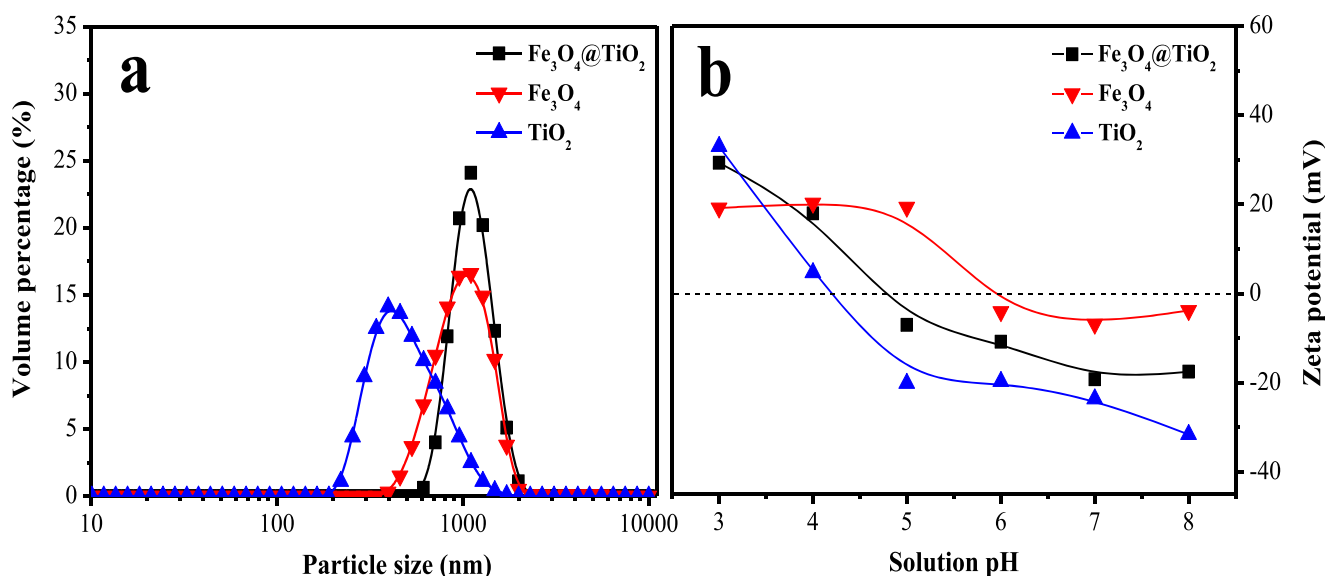 a
Fe3O4@TiO2
Fe3O4
TiO2
Volume percentage (%)
35
30
25
20
15
10
5
0
10
100
1000
10000
Particle size (nm)
b
Fe3O4@TiO2
Fe3O4
TiO2
60
40
20
0
-20
-40
Zeta potential (mV)
3
4
5
6
7
8
Solution pH